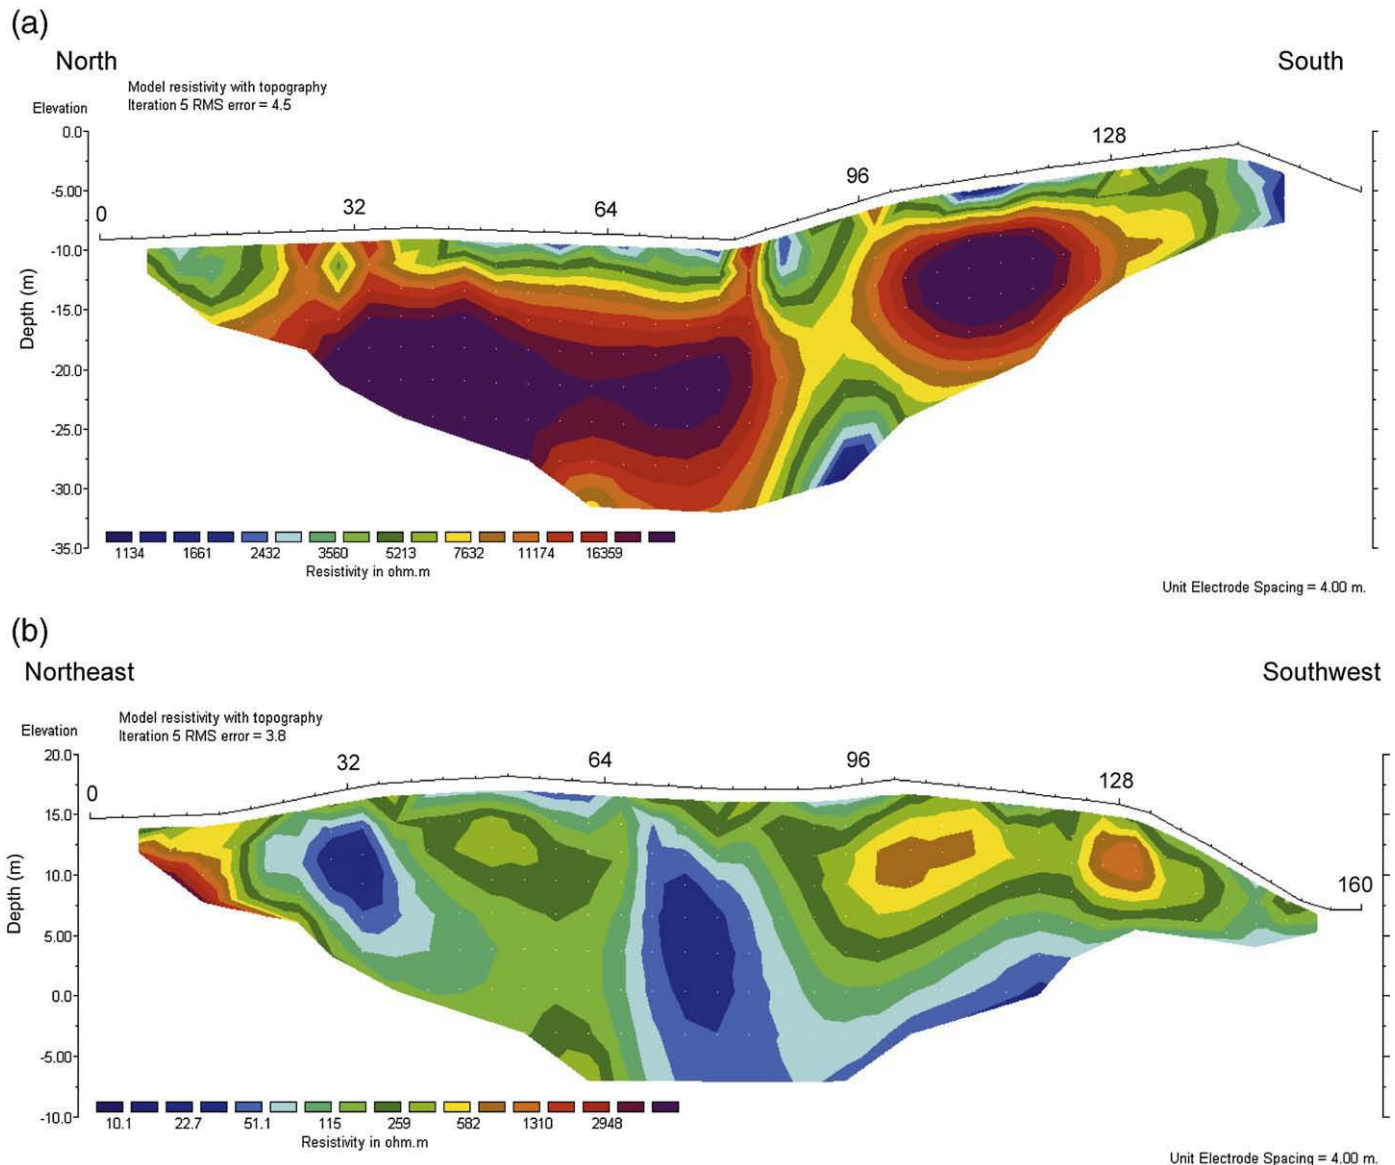 (a)
North
South
Model resistivity with topography
Iteration 5 RMS error = 4.5
Elevation
0.0
-5.00
-10.0
-15.0
-20.0
-25.0
-30.0
-35.0
Depth (m)
0 32 64 96 128
1134 1661 2432 3560 5213 7632 11174 16359
Resistivity in ohm.m
Unit Electrode Spacing = 4.00 m.
(b)
Northeast
Southwest
Model resistivity with topography
Iteration 5 RMS error = 3.8
Elevation
20.0
15.0
10.0
5.00
0.0
-5.00
-10.0
Depth (m)
0 32 64 96 128 160
10.1 22.7 51.1 115 259 582 1310 2948
Resistivity in ohm.m
Unit Electrode Spacing = 4.00 m.